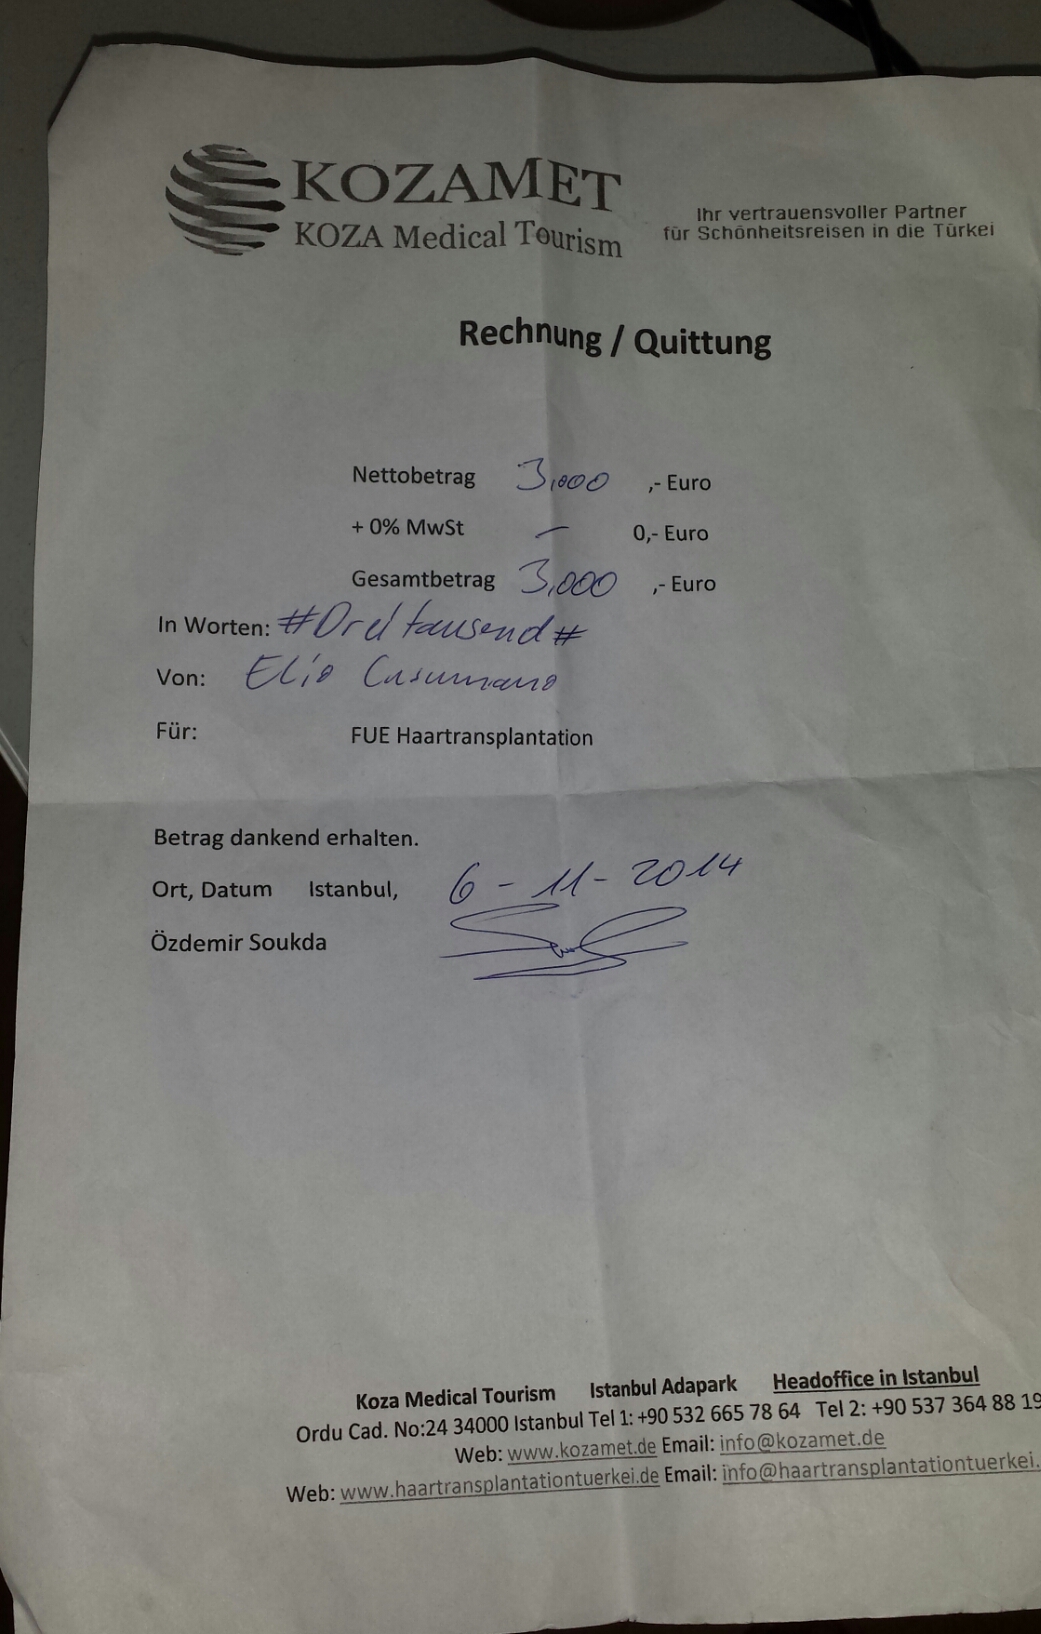 KOZAMET
KOZA Medical Tourism
Ihr vertrauensvoller Partner
für Schönheitsreisen in die Türkei
Rechnung / Quittung
Nettobetrag 3,000 ,- Euro
+ 0% MwSt – 0,- Euro
Gesamtbetrag 3,000 ,- Euro
In Worten: #Dreitausend#
Von: Elio Cusumano
Für: FUE Haartransplantation
Betrag dankend erhalten.
Ort, Datum Istanbul, 6-11-2014
Özdemir Soukda
Koza Medical Tourism Istanbul Adapark Headoffice in Istanbul
Ordu Cad. No:24 34000 Istanbul Tel 1: +90 532 665 78 64 Tel 2: +90 537 364 88 19
Web: www.kozamet.de Email: info@kozamet.de
Web: www.haartransplantationtuerkei.de Email: info@haartransplantationtuerkei.